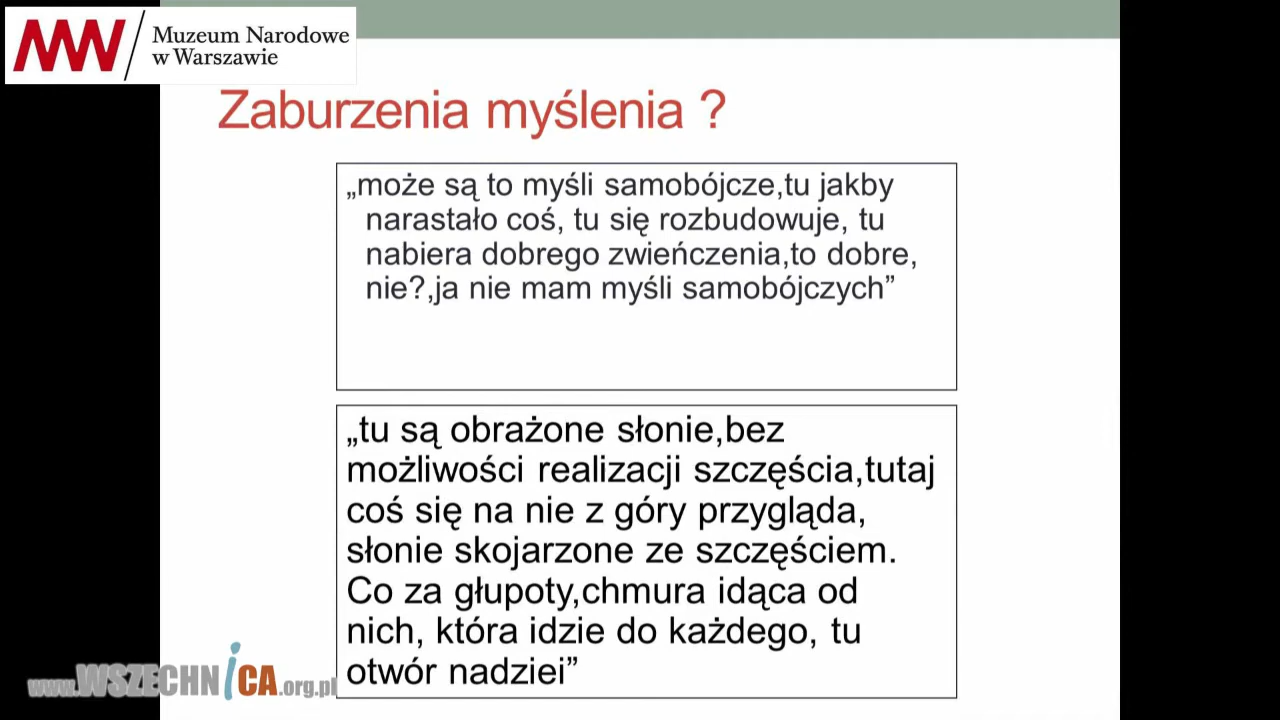 Muzeum Narodowe
w Warszawie
Zaburzenia myślenia ?
„może są to myśli samobójcze,tu jakby
narastało coś, tu się rozbudowuje, tu
nabiera dobrego zwieńczenia,to dobre,
nie?,ja nie mam myśli samobójczych”
„tu są obrażone słonie,bez
możliwości realizacji szczęścia,tutaj
coś się na nie z góry przygląda,
słonie skojarzone ze szczęściem.
Co za głupoty,chmura idąca od
nich, która idzie do każdego, tu
otwór nadziei”
www.WSZECHNICA.org.pl